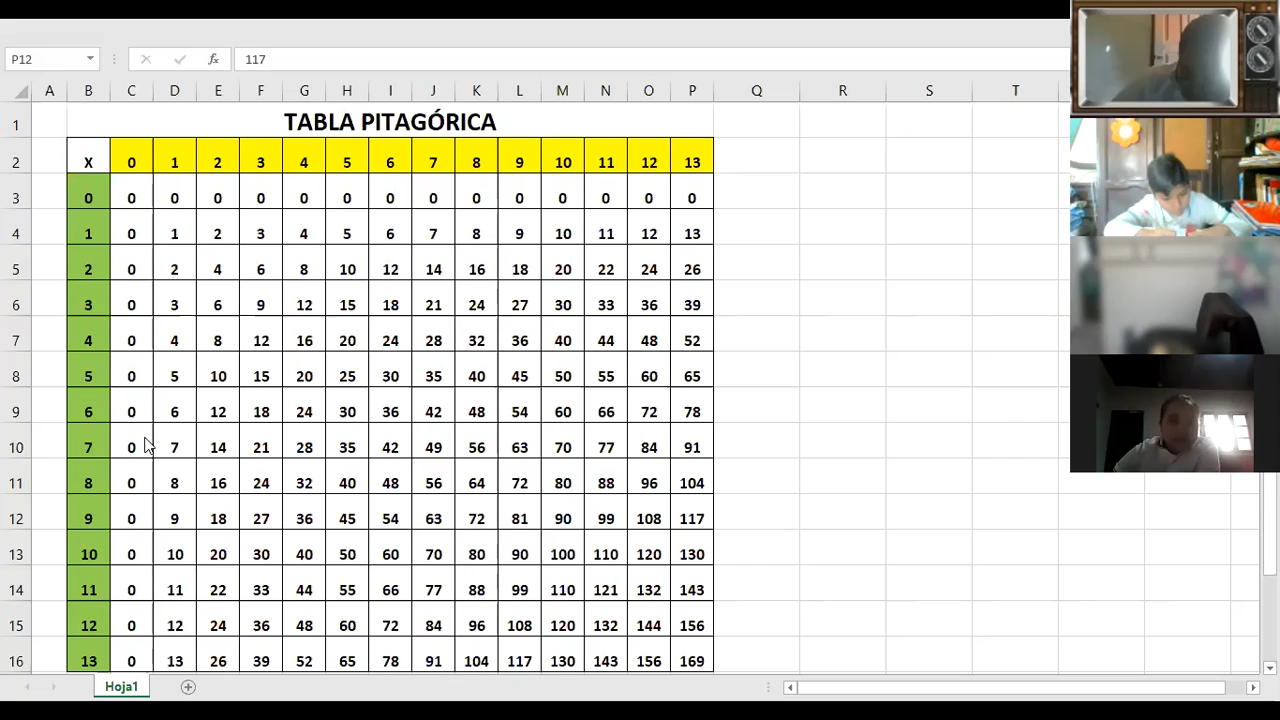 P12 fx 117
A B C D E F G H I J K L M N O P Q R S T
1 TABLA PITAGÓRICA
2 X 0 1 2 3 4 5 6 7 8 9 10 11 12 13
3 0 0 0 0 0 0 0 0 0 0 0 0 0 0 0
4 1 0 1 2 3 4 5 6 7 8 9 10 11 12 13
5 2 0 2 4 6 8 10 12 14 16 18 20 22 24 26
6 3 0 3 6 9 12 15 18 21 24 27 30 33 36 39
7 4 0 4 8 12 16 20 24 28 32 36 40 44 48 52
8 5 0 5 10 15 20 25 30 35 40 45 50 55 60 65
9 6 0 6 12 18 24 30 36 42 48 54 60 66 72 78
10 7 0 7 14 21 28 35 42 49 56 63 70 77 84 91
11 8 0 8 16 24 32 40 48 56 64 72 80 88 96 104
12 9 0 9 18 27 36 45 54 63 72 81 90 99 108 117
13 10 0 10 20 30 40 50 60 70 80 90 100 110 120 130
14 11 0 11 22 33 44 55 66 77 88 99 110 121 132 143
15 12 0 12 24 36 48 60 72 84 96 108 120 132 144 156
16 13 0 13 26 39 52 65 78 91 104 117 130 143 156 169
Hoja1